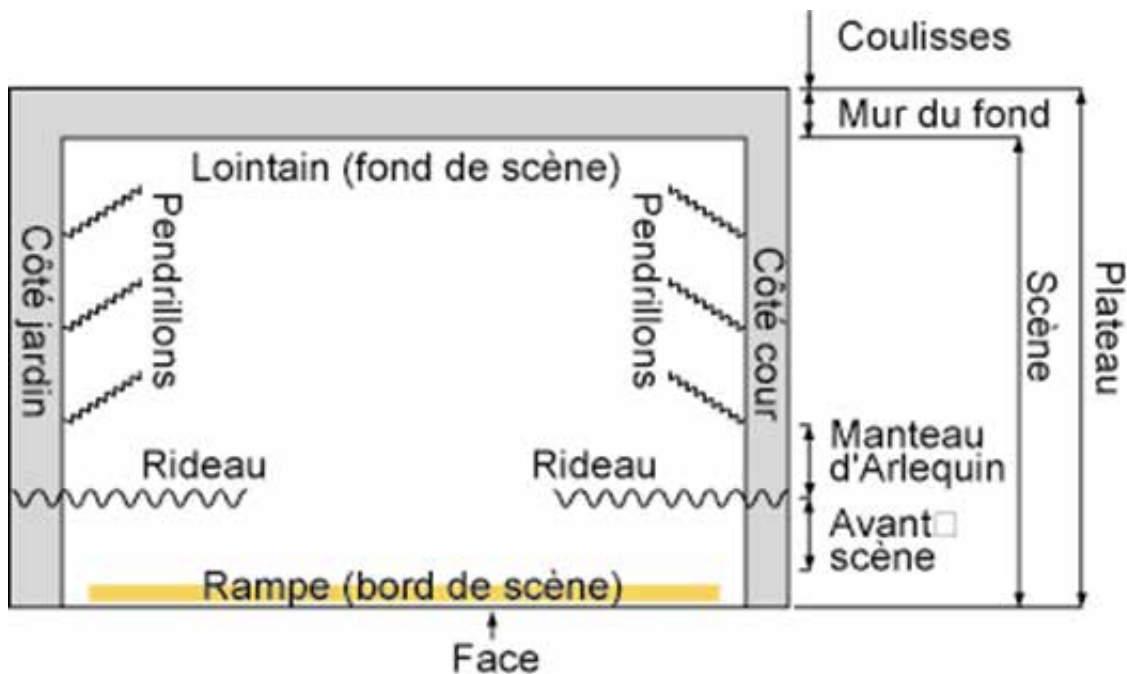 Coulisses
Mur du fond
Lointain (fond de scène)
Côté jardin
Pendrillons
Pendrillons
Côté cour
Scène
Plateau
Rideau
Rideau
Manteau
d'Arlequin
Avant
scène
Rampe (bord de scène)
Face